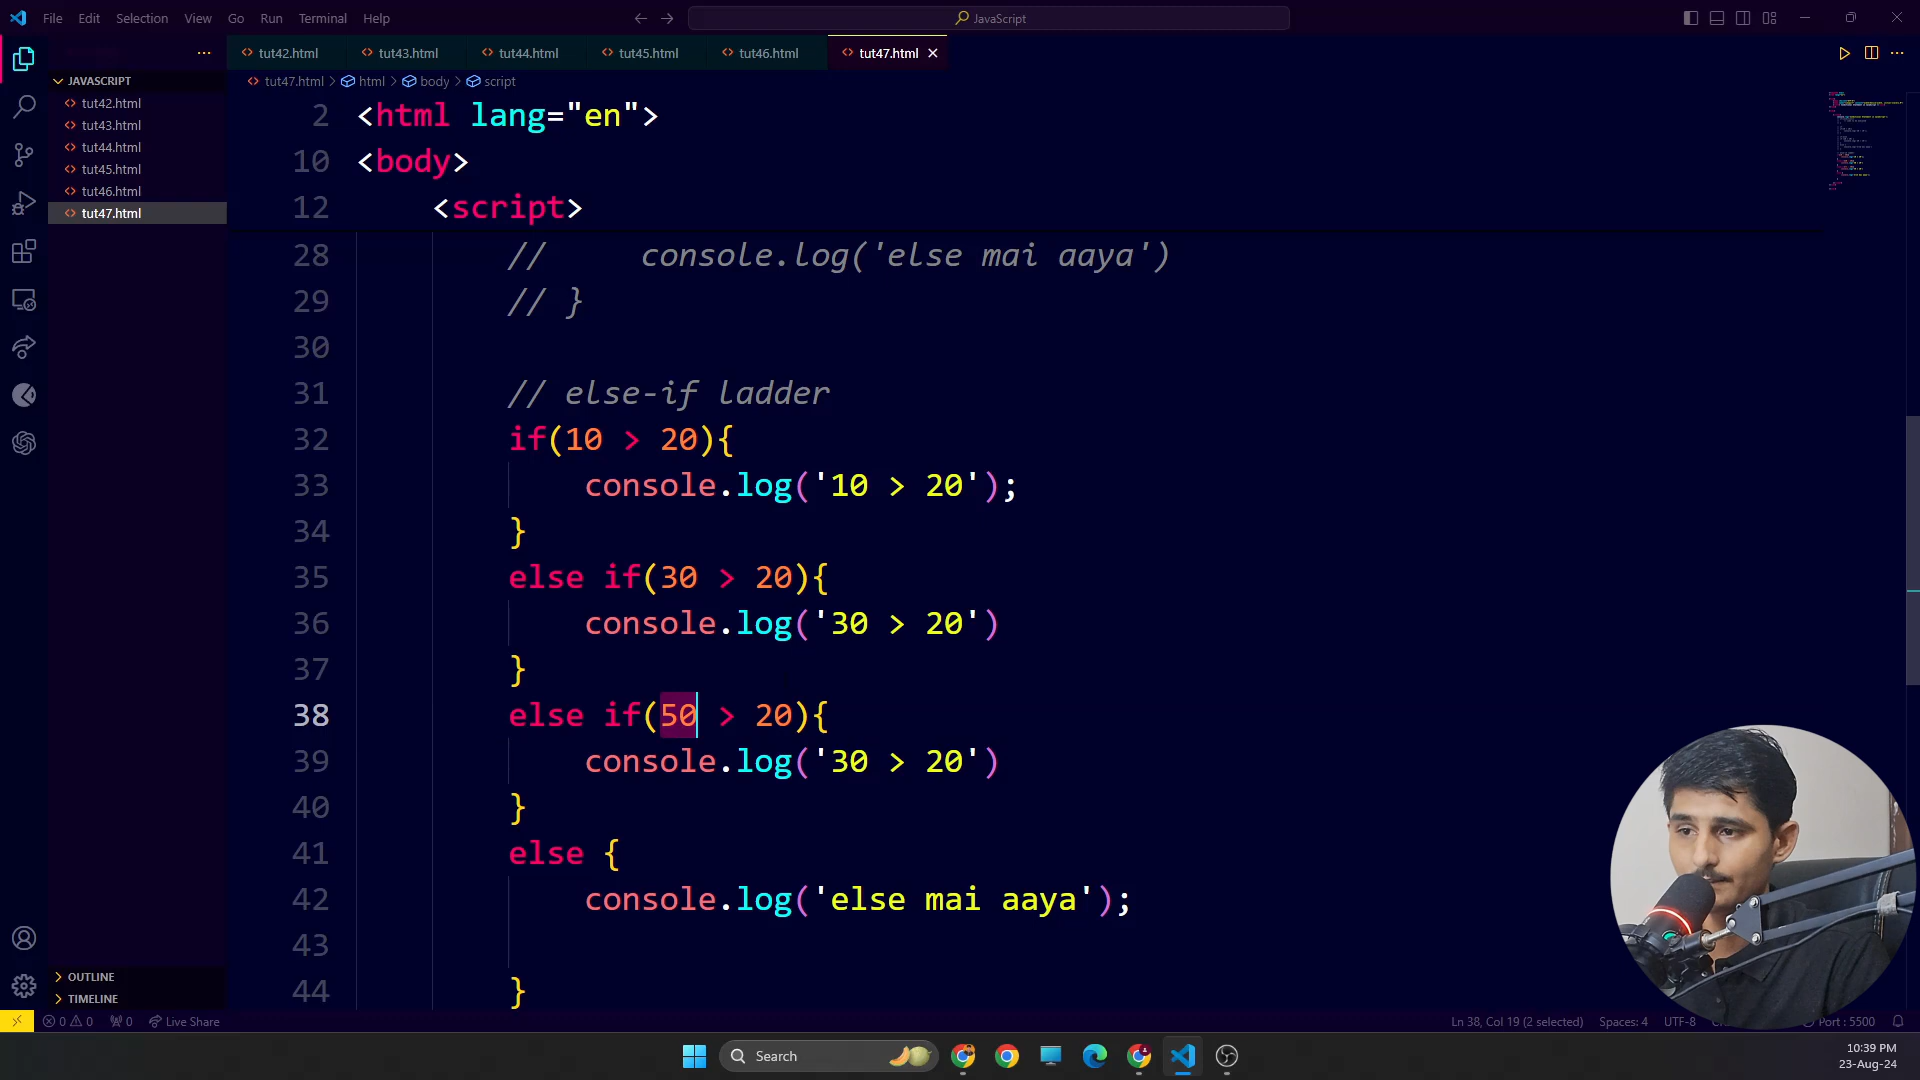 File Edit Selection View Go Run Terminal Help
JavaScript
tut42.html tut43.html tut44.html tut45.html tut46.html tut47.html
JAVASCRIPT
tut42.html
tut43.html
tut44.html
tut45.html
tut46.html
tut47.html
OUTLINE
TIMELINE
tut47.html > html > body > script
2 <html lang="en">
10 <body>
12 <script>
28 // console.log('else mai aaya')
29 // }
30
31 // else-if ladder
32 if(10 > 20){
33 console.log('10 > 20');
34 }
35 else if(30 > 20){
36 console.log('30 > 20')
37 }
38 else if(50 > 20){
39 console.log('30 > 20')
40 }
41 else {
42 console.log('else mai aaya');
43
44 }
0 0 0 Live Share
Ln 38, Col 19 (2 selected) Spaces: 4 UTF-8 Port : 5500
Search
10:39 PM
23-Aug-24